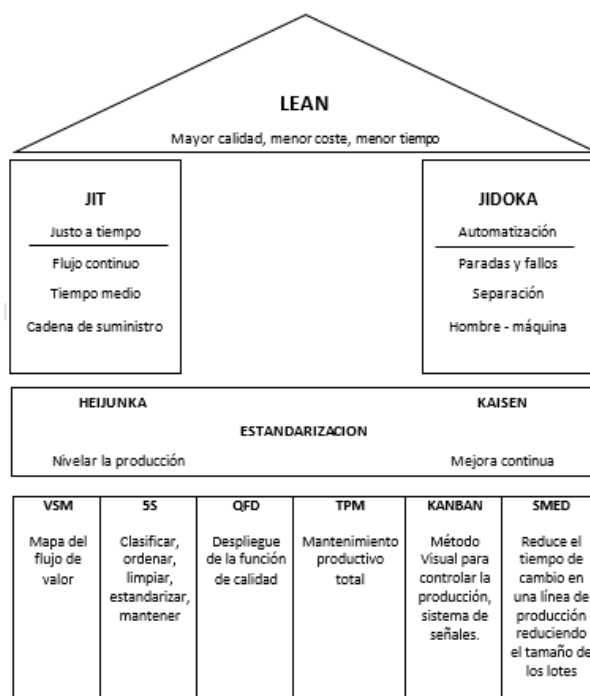 LEAN
Mayor calidad, menor coste, menor tiempo
JIT
Justo a tiempo
Flujo continuo
Tiempo medio
Cadena de suministro
JIDOKA
Automatización
Paradas y fallos
Separación
Hombre - máquina
HEIJUNKA
KAISEN
ESTANDARIZACION
Nivelar la producción
Mejora continua
VSM
Mapa del
flujo de
valor
5S
Clasificar,
ordenar,
limpiar,
estandarizar,
mantener
QFD
Despliegue
de la función
de calidad
TPM
Mantenimiento
productivo
total
KANBAN
Método
Visual para
controlar la
producción,
sistema de
señales.
SMED
Reduce el
tiempo de
cambio en
una línea de
producción
reduciendo
el tamaño de
los lotes